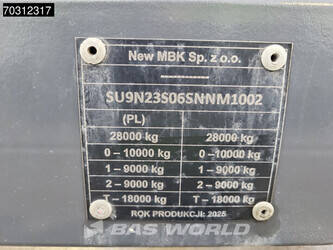 70312317
New MBK Sp. z o.o.
SU9N23S06SNNM1002
(PL)
28000 kg 28000 kg
0 – 10000 kg 0 – 10000 kg
1 – 9000 kg 1 – 9000 kg
2 – 9000 kg 2 – 9000 kg
T – 18000 kg T – 18000 kg
ROK PRODUKCJI: 2025
BAS WORLD